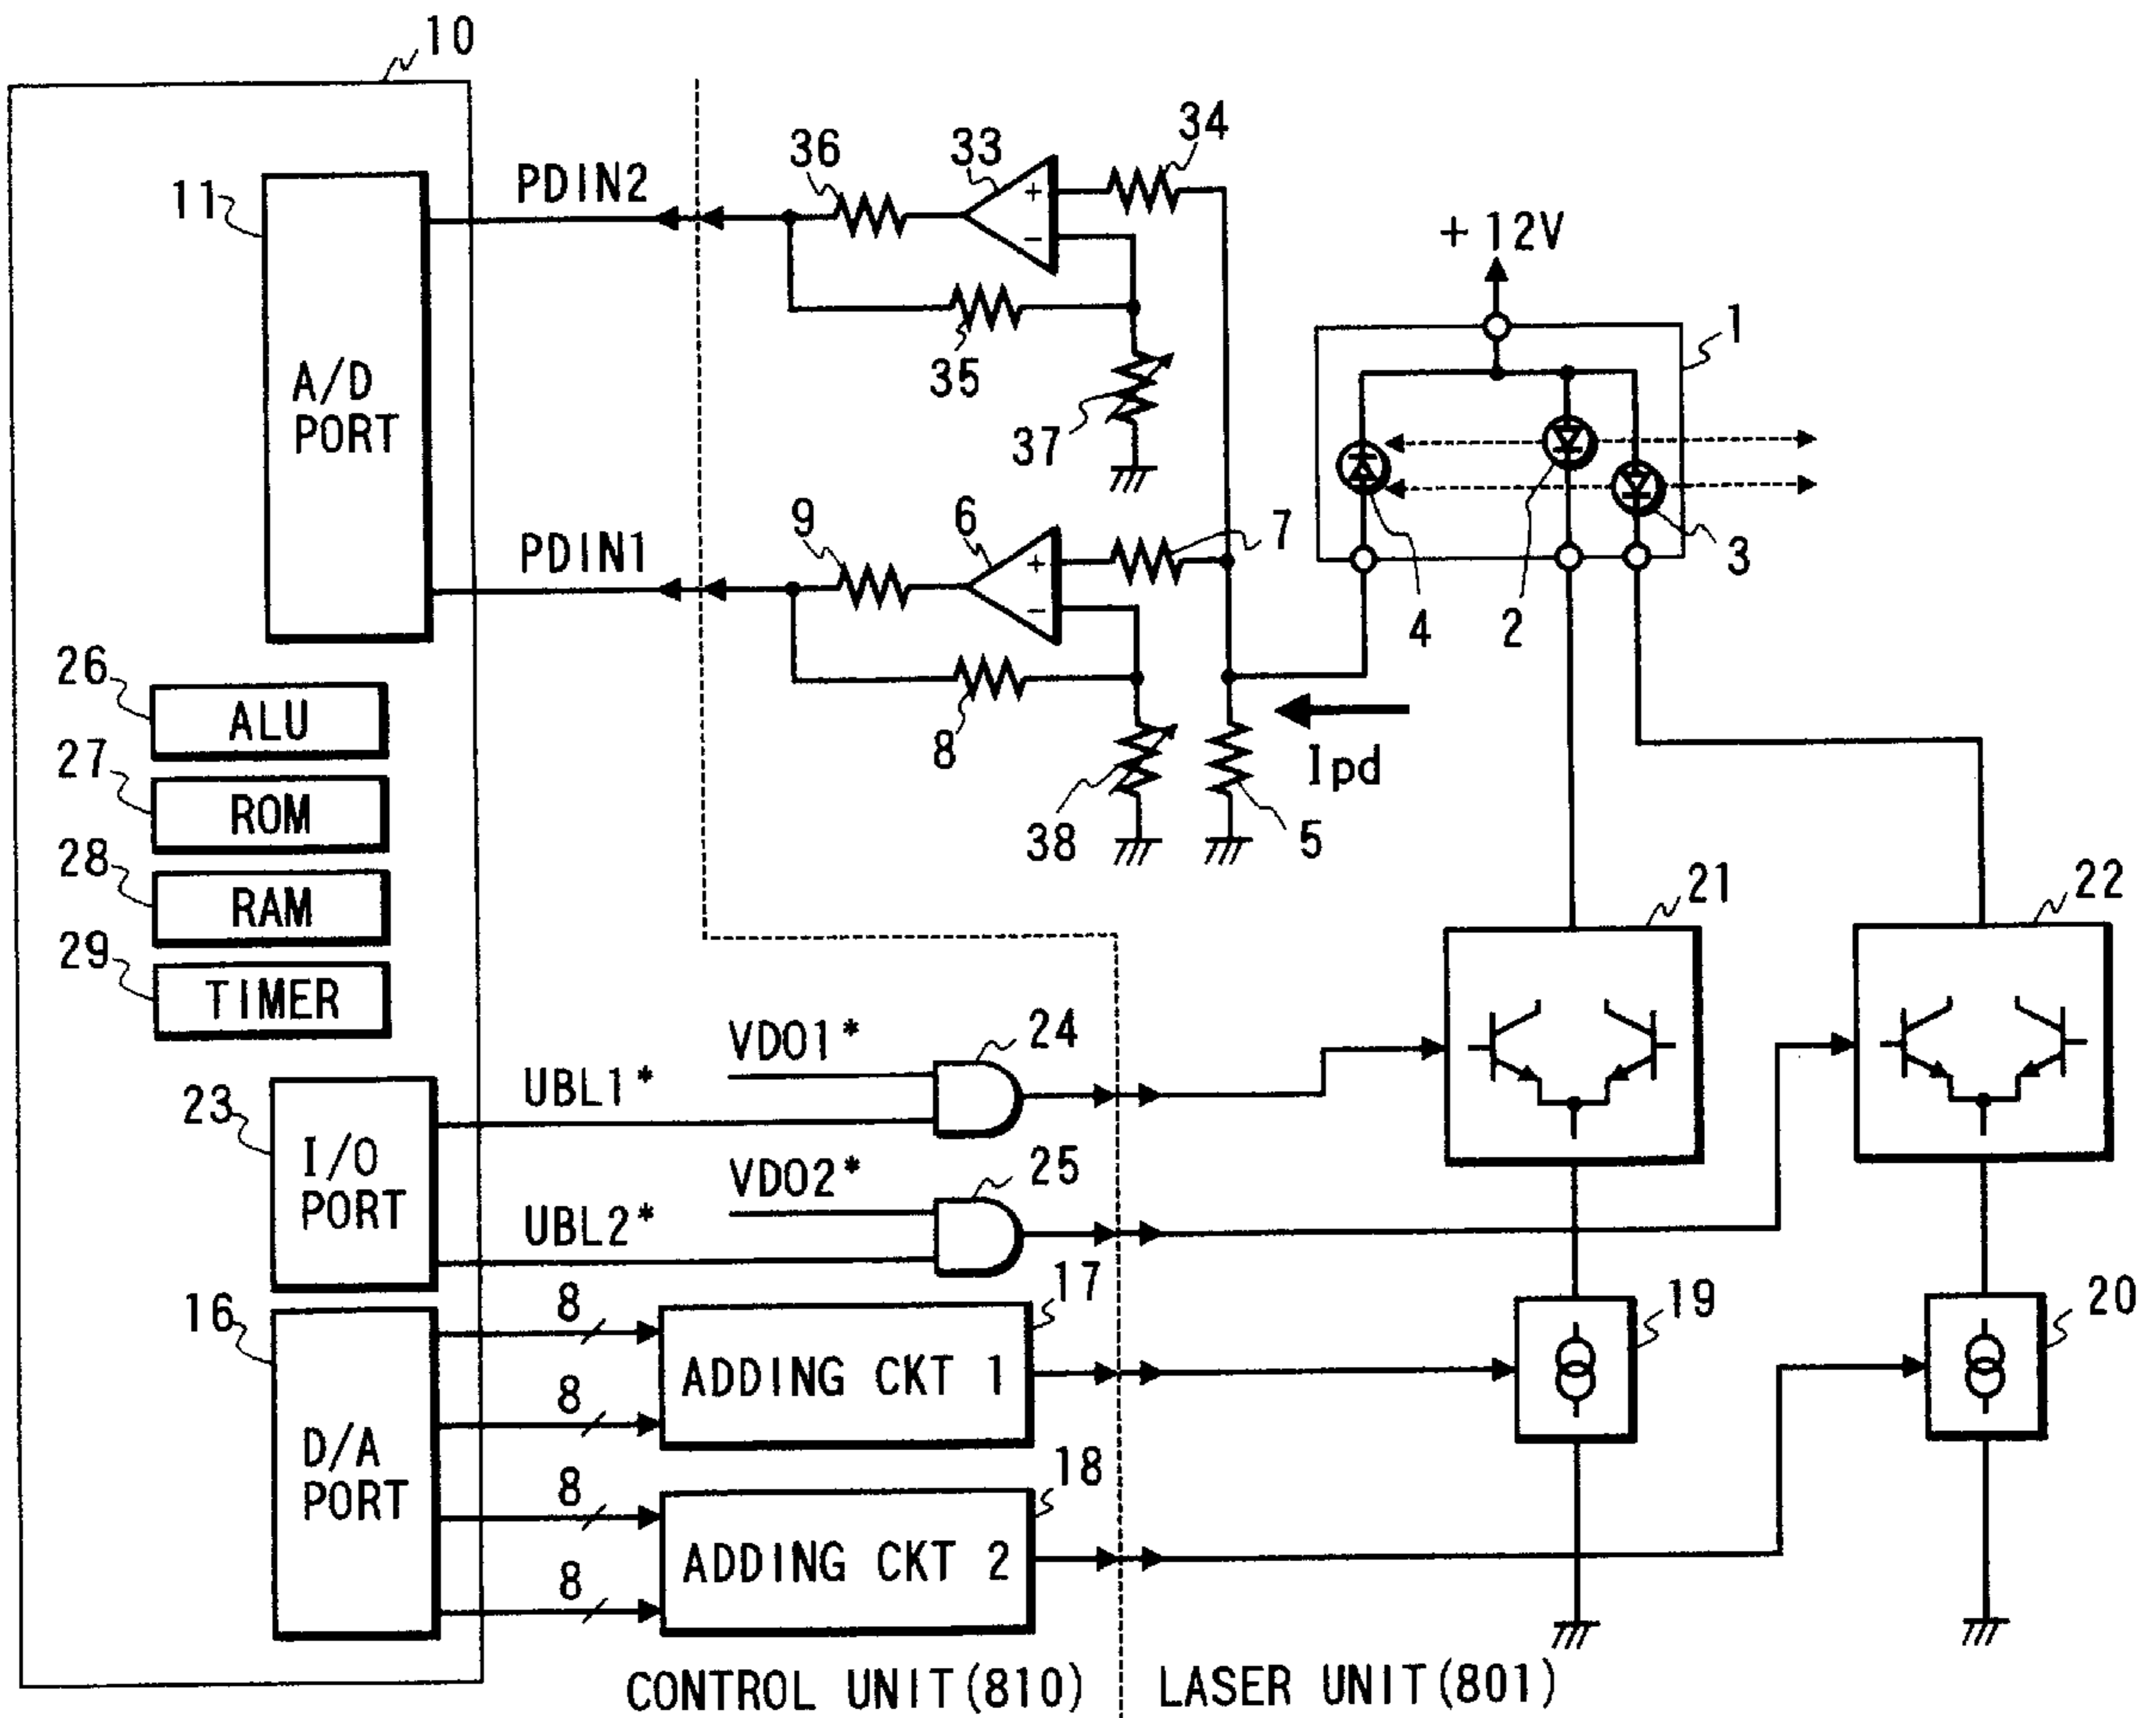 10
36
33
34
11
PDIN2
+
−
+12V
1
A/D
PORT
35
37
9
6
7
PDIN1
+
−
3
4
2
26
ALU
8
Ipd
27
ROM
38
5
28
RAM
21
22
29
TIMER
VDO1*
24
UBL1*
23
I/O
PORT
VDO2*
25
UBL2*
16
8
17
19
20
ADDING CKT 1
8
D/A
PORT
8
18
ADDING CKT 2
8
CONTROL UNIT(810)
LASER UNIT(801)